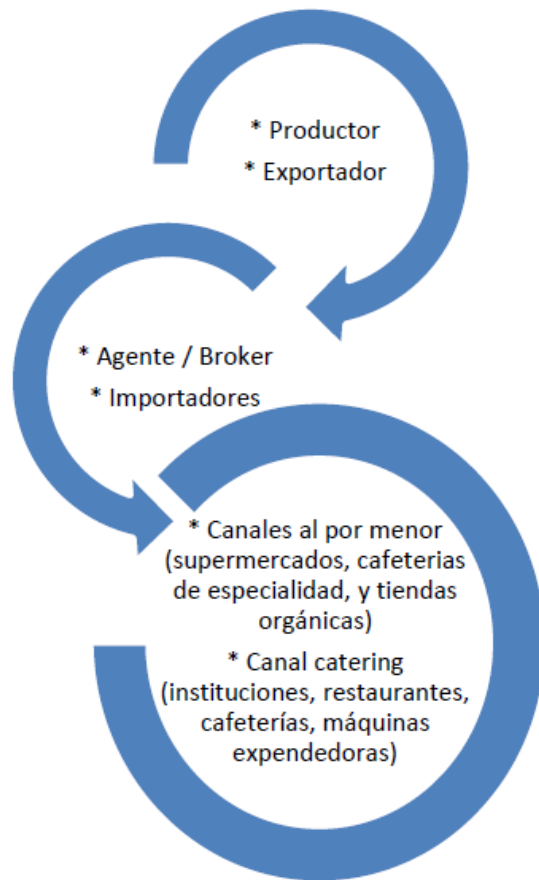 * Productor
* Exportador
* Agente / Broker
* Importadores
* Canales al por menor
(supermercados, cafeterias
de especialidad, y tiendas
orgánicas)
* Canal catering
(instituciones, restaurantes,
cafeterías, máquinas
expendedoras)